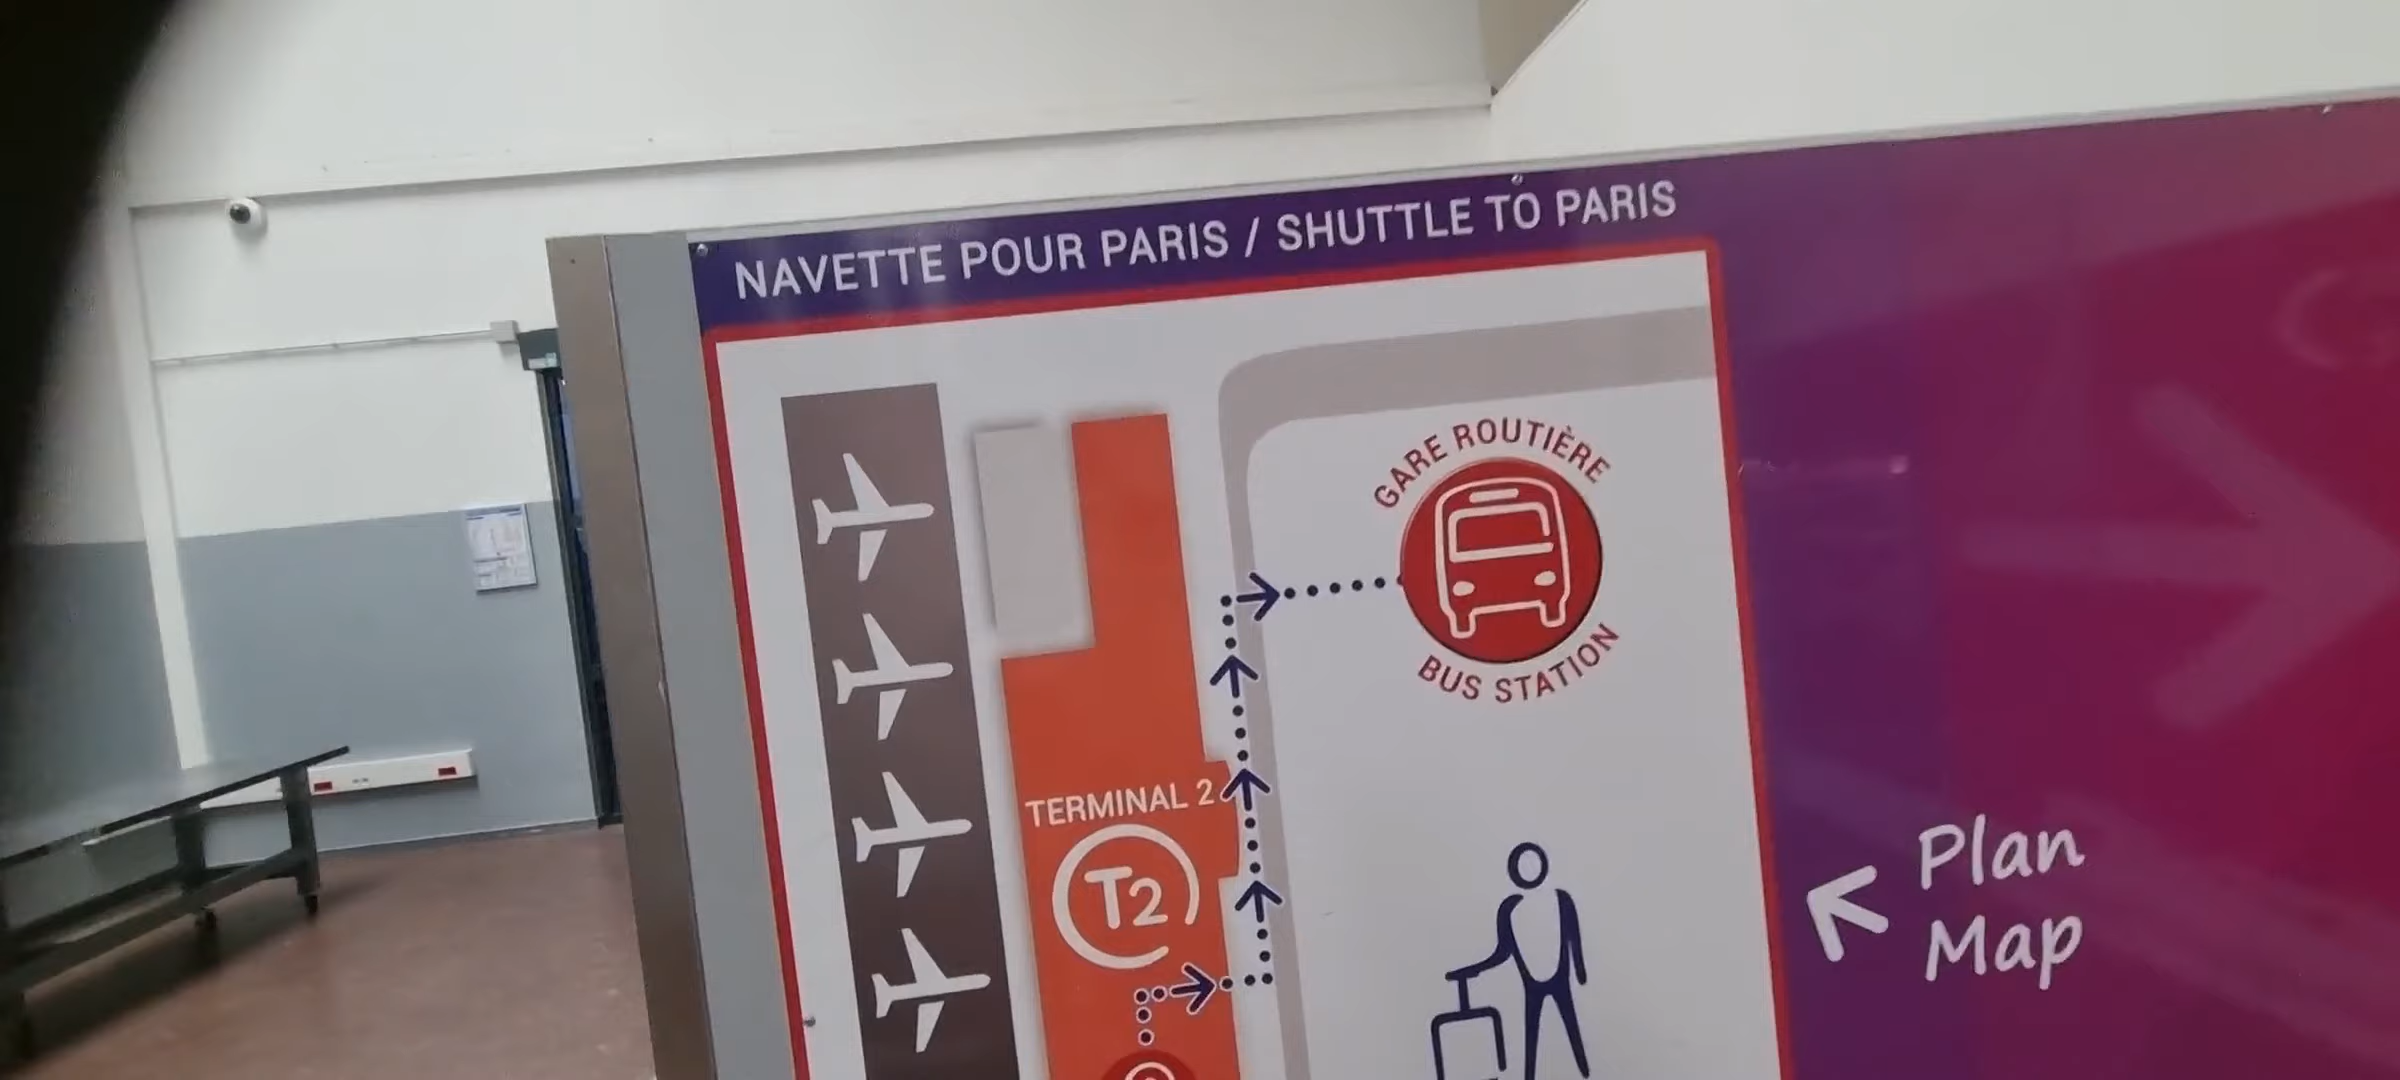 NAVETTE POUR PARIS / SHUTTLE TO PARIS
GARE ROUTIÈRE
BUS STATION
TERMINAL 2
T2
Plan
Map